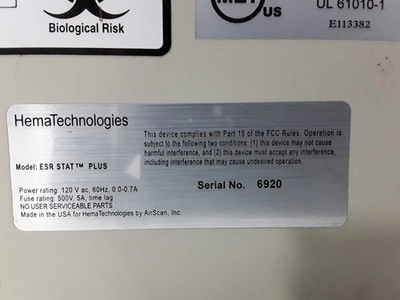 Biological Risk
MET
US
UL 61010-1
E113382
HemaTechnologies
Model: ESR STAT™ PLUS
Power rating: 120 V ac, 60Hz, 0.0-0.7A
Fuse rating: 500V, 5A, time lag
NO USER SERVICEABLE PARTS
Made in the USA for HemaTechnologies by AirScan, Inc.
This device complies with Part 15 of the FCC Rules. Operation is
subject to the following two conditions: (1) this device may not cause
harmful interference, and (2) this device must accept any interference,
including interference that may cause undesired operation.
Serial No. 6920